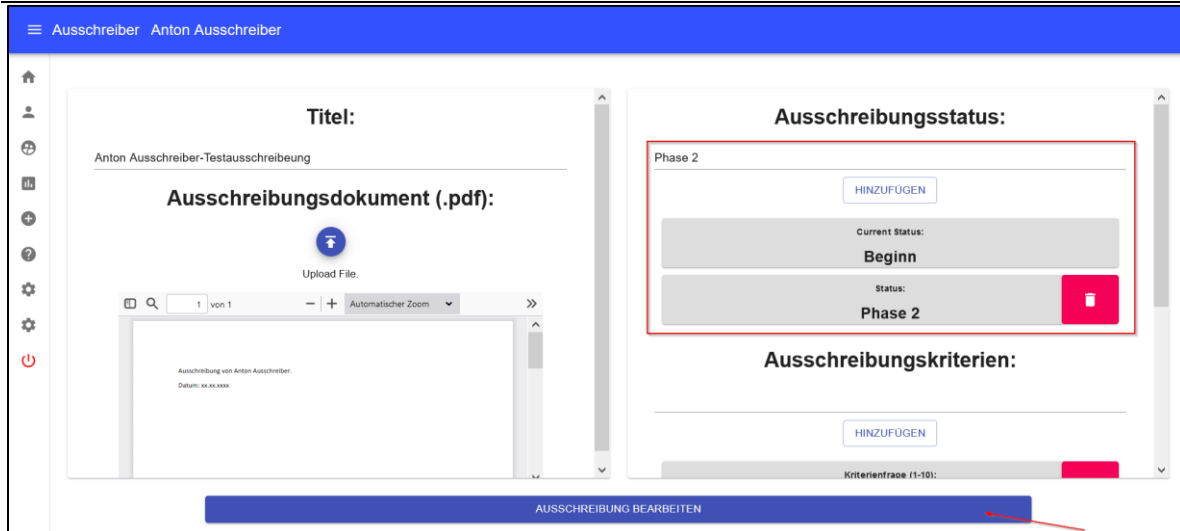 Ausschreiber Anton Ausschreiber
Titel:
Anton Ausschreiber-Testausschreibeung
Ausschreibungsdokument (.pdf):
Upload File.
1 von 1 Automatischer Zoom
Ausschreibung von Anton Ausschreiber.
Datum: xx.xx.xxxx
Ausschreibungsstatus:
Phase 2
HINZUFÜGEN
Current Status:
Beginn
Status:
Phase 2
Ausschreibungskriterien:
HINZUFÜGEN
Kriterienfrage (1-10):
AUSSCHREIBUNG BEARBEITEN